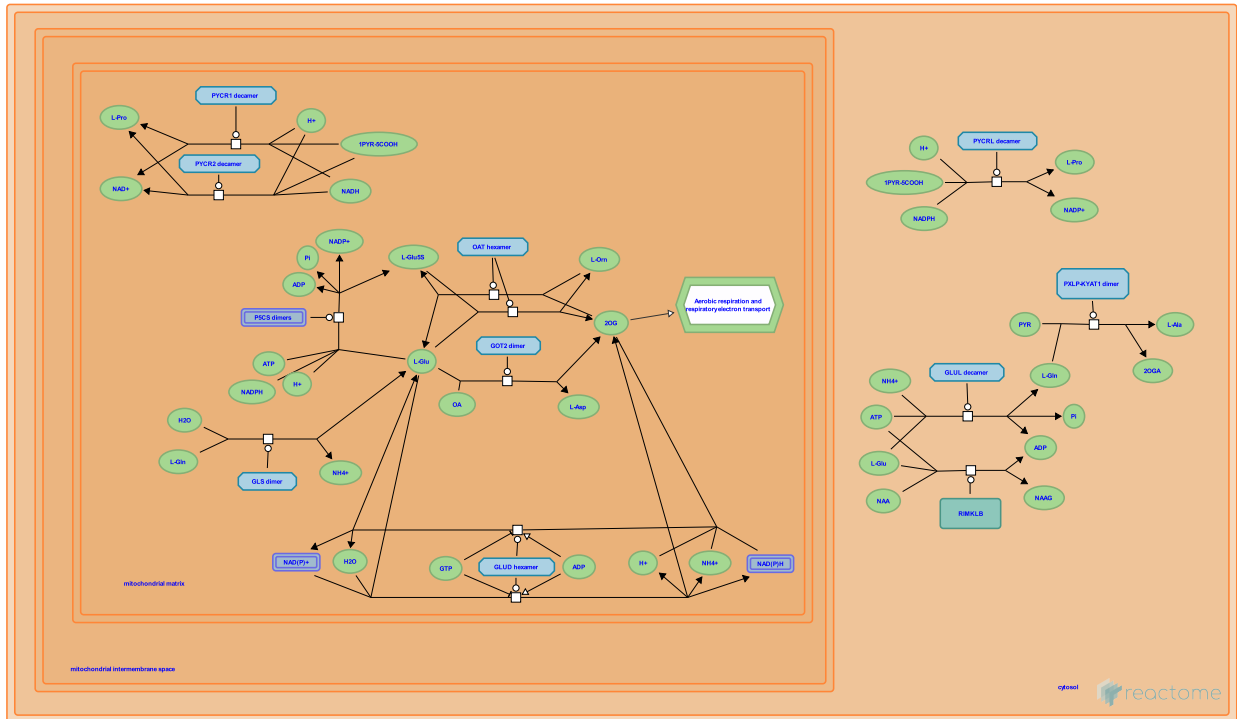 PYCR1 decamer
L-Pro
H+
1PYR-5COOH
PYCR2 decamer
NAD+
NADH
PYCRL decamer
H+
L-Pro
1PYR-5COOH
NADPH
NADP+
NADP+
Pi
L-Glu5S
OAT hexamer
L-Orn
ADP
P5CS dimers
2OG
Aerobic respiration and
respiratory electron transport
PXLP-KYAT1 dimer
PYR
L-Ala
GOT2 dimer
L-Glu
ATP
NADPH
H+
OA
L-Asp
L-Gln
2OGA
GLUL decamer
NH4+
ATP
Pi
H2O
L-Gln
NH4+
GLS dimer
ADP
L-Glu
NAA
NAAG
RIMKLB
NAD(P)+
H2O
GTP
GLUD hexamer
ADP
H+
NH4+
NAD(P)H
mitochondrial matrix
mitochondrial intermembrane space
cytosol
reactome